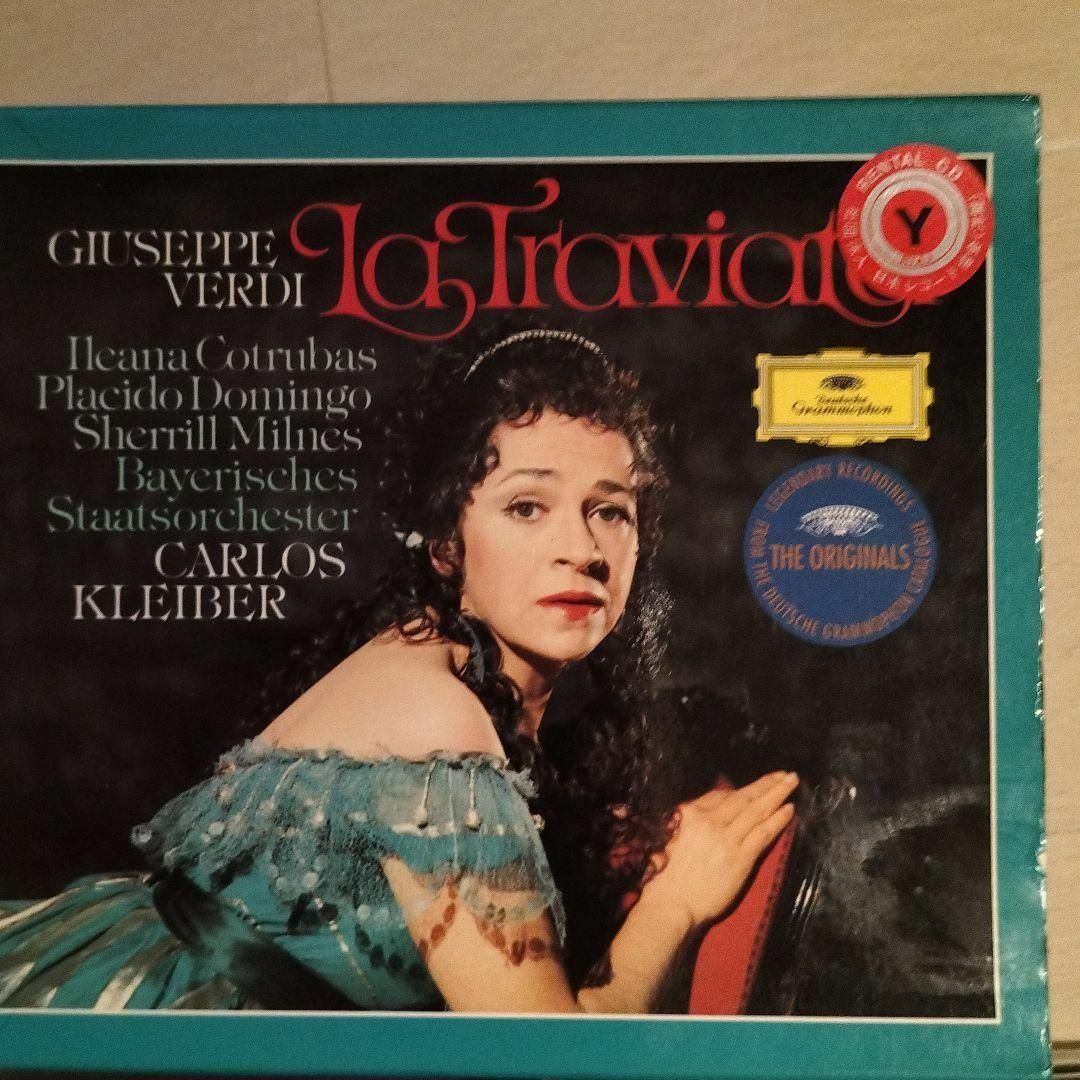 GIUSEPPE
VERDI
La Traviata
Ileana Cotrubas
Placido Domingo
Sherrill Milnes
Bayerisches
Staatsorchester
CARLOS
KLEIBER
RENTAL CD
Y
Deutsche
Grammophon
LEGENDARY RECORDINGS
THE ORIGINALS
FROM THE DEUTSCHE GRAMMOPHON CATALOGUE